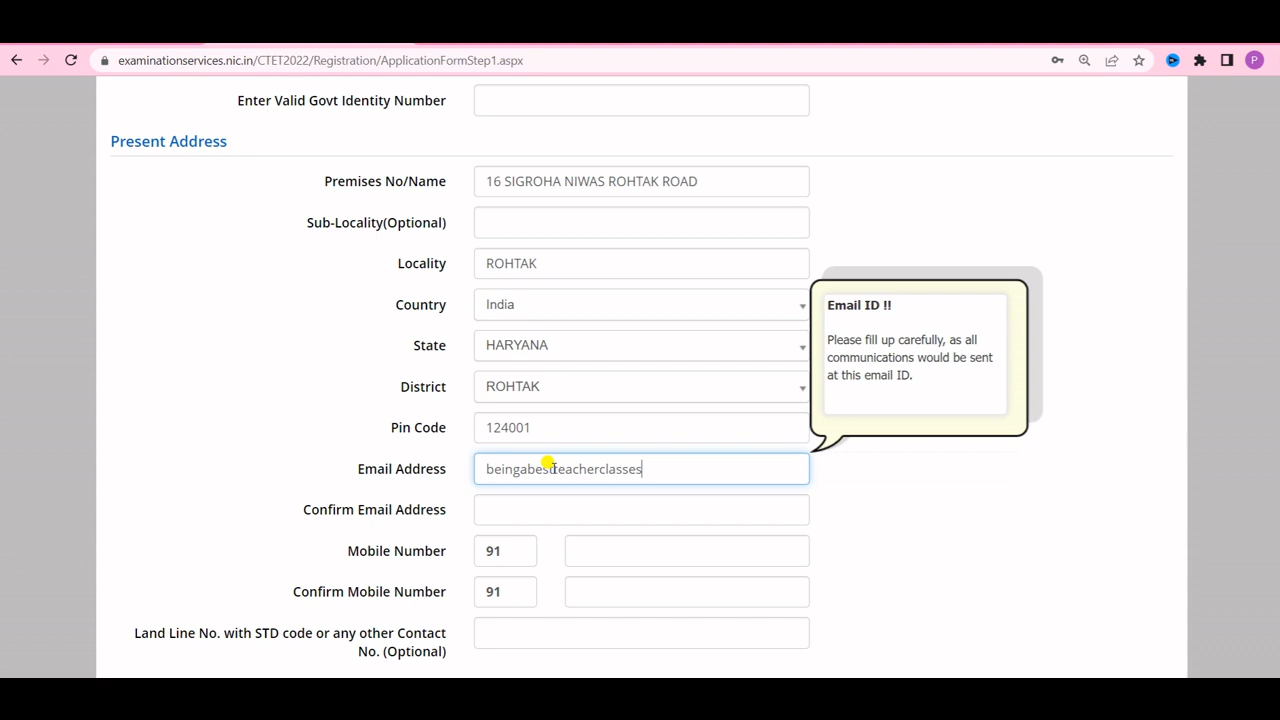 examinationservices.nic.in/CTET2022/Registration/ApplicationFormStep1.aspx
P
Enter Valid Govt Identity Number
Present Address
Premises No/Name
16 SIGROHA NIWAS ROHTAK ROAD
Sub-Locality(Optional)
Locality
ROHTAK
Country
India
State
HARYANA
District
ROHTAK
Pin Code
124001
Email ID !!
Please fill up carefully, as all
communications would be sent
at this email ID.
Email Address
beingabestteacherclasses
Confirm Email Address
Mobile Number
91
Confirm Mobile Number
91
Land Line No. with STD code or any other Contact
No. (Optional)